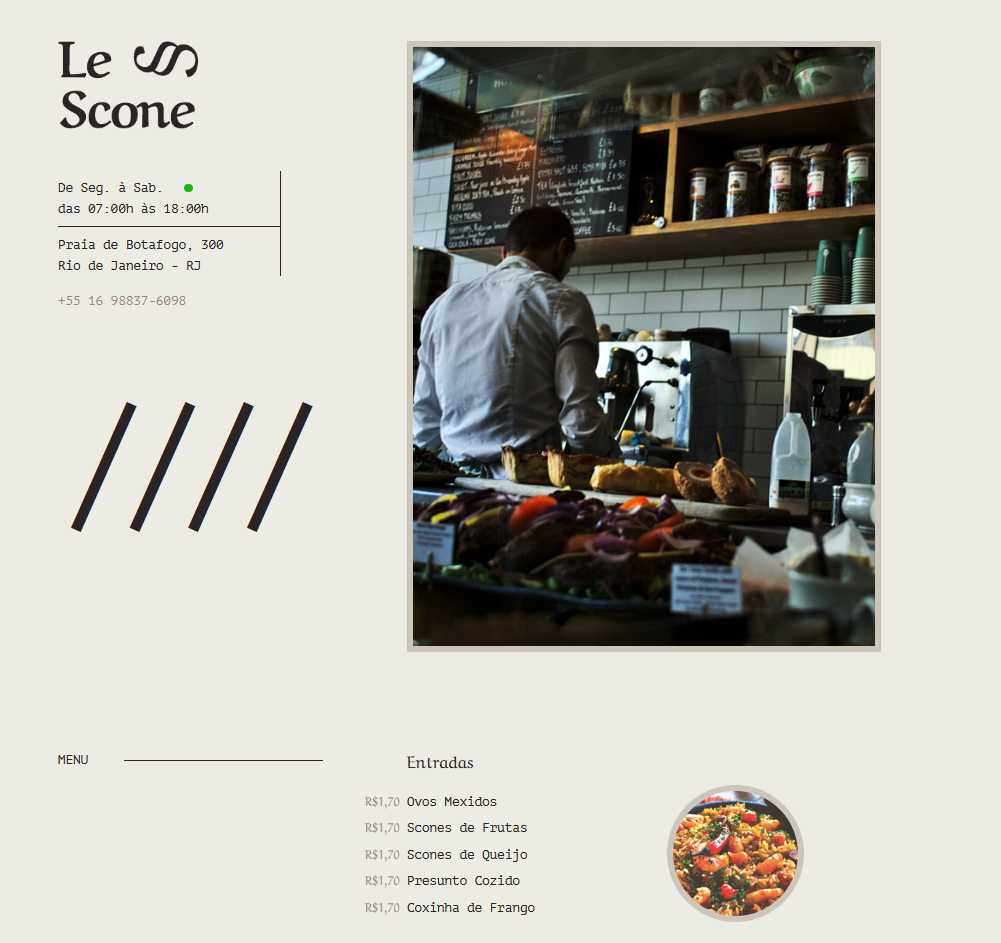 Le
Scone
De Seg. à Sab.
das 07:00h às 18:00h
Praia de Botafogo, 300
Rio de Janeiro - RJ
+55 16 98837-6098
MENU
Entradas
R$1,70 Ovos Mexidos
R$1,70 Scones de Frutas
R$1,70 Scones de Queijo
R$1,70 Presunto Cozido
R$1,70 Coxinha de Frango